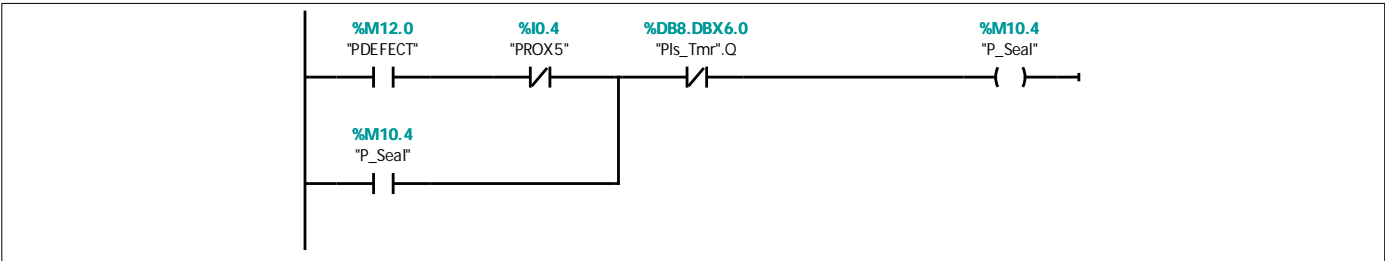 %M12.0 %I0.4 %DB8.DBX6.0 %M10.4
"PDEFECT" "PROX5" "Pls_Tmr".Q "P_Seal"
%M10.4
"P_Seal"